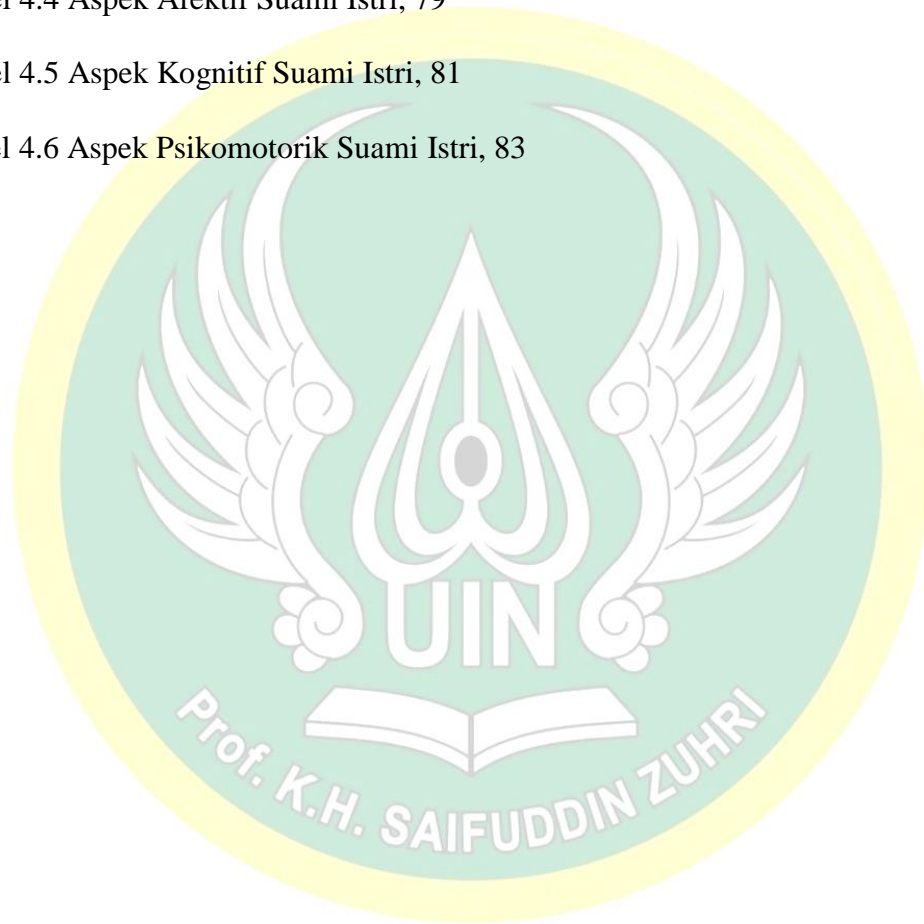 el 4.4 Aspek Afektif Suami Istri, 79
el 4.5 Aspek Kognitif Suami Istri, 81
el 4.6 Aspek Psikomotorik Suami Istri, 83
UIN
Prof. K.H. SAIFUDDIN ZUHRI